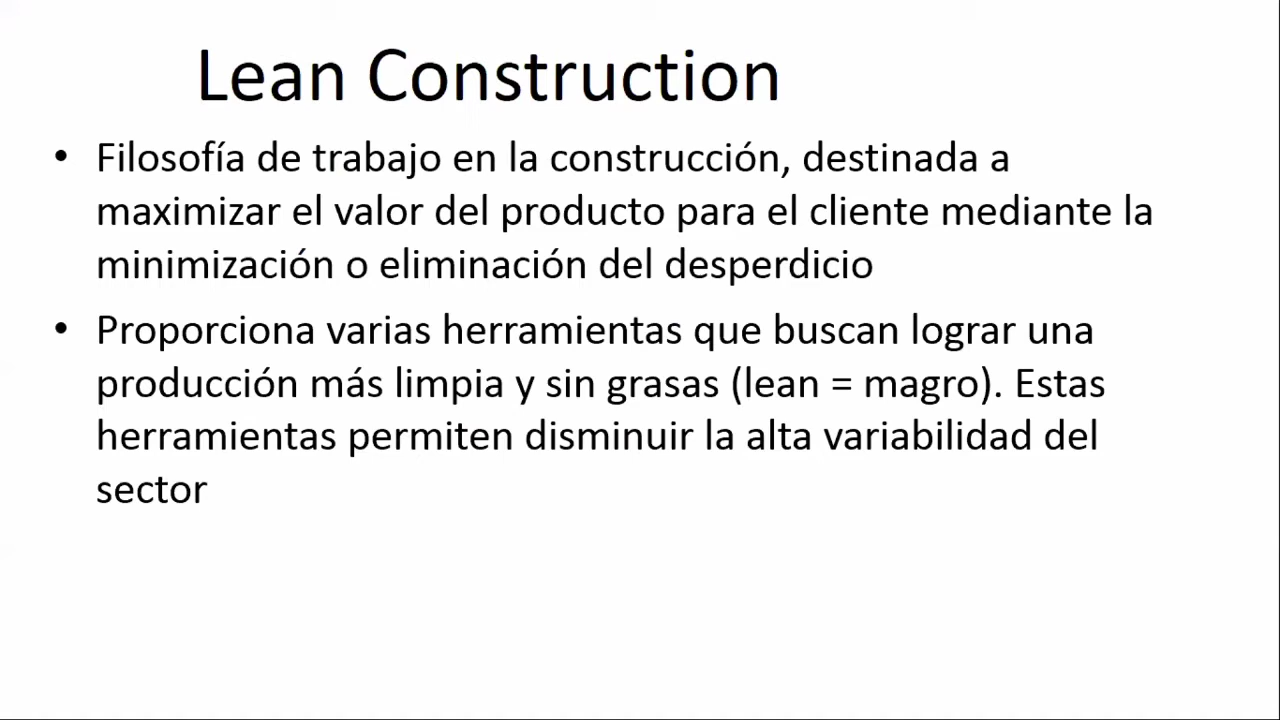 Lean Construction
• Filosofía de trabajo en la construcción, destinada a
maximizar el valor del producto para el cliente mediante la
minimización o eliminación del desperdicio
• Proporciona varias herramientas que buscan lograr una
producción más limpia y sin grasas (lean = magro). Estas
herramientas permiten disminuir la alta variabilidad del
sector